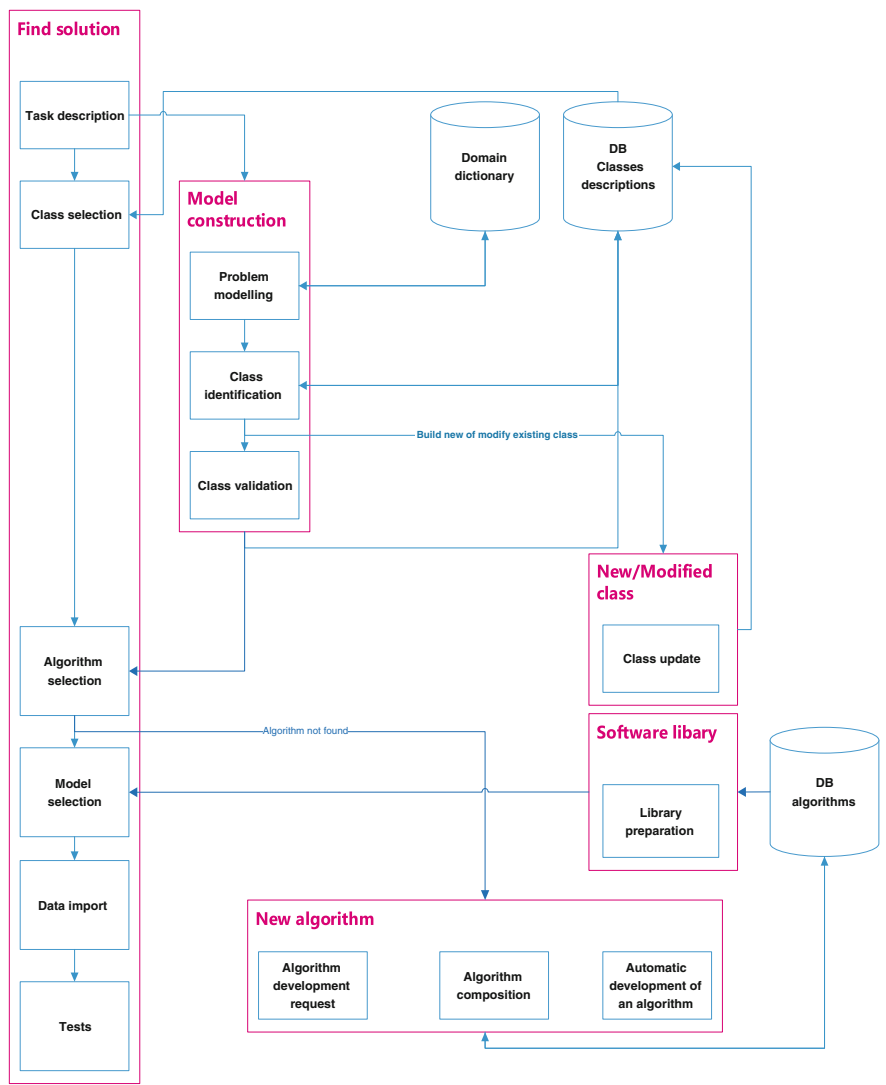 Find solution
Task description
Class selection
Model
construction
Domain
dictionary
DB
Classes
descriptions
Problem
modelling
Class
identification
Build new of modify existing class
Class validation
New/Modified
class
Class update
Algorithm
selection
Algorithm not found
Software libary
Model
selection
Library
preparation
DB
algorithms
Data import
New algorithm
Algorithm
development
request
Algorithm
composition
Automatic
development of
an algorithm
Tests